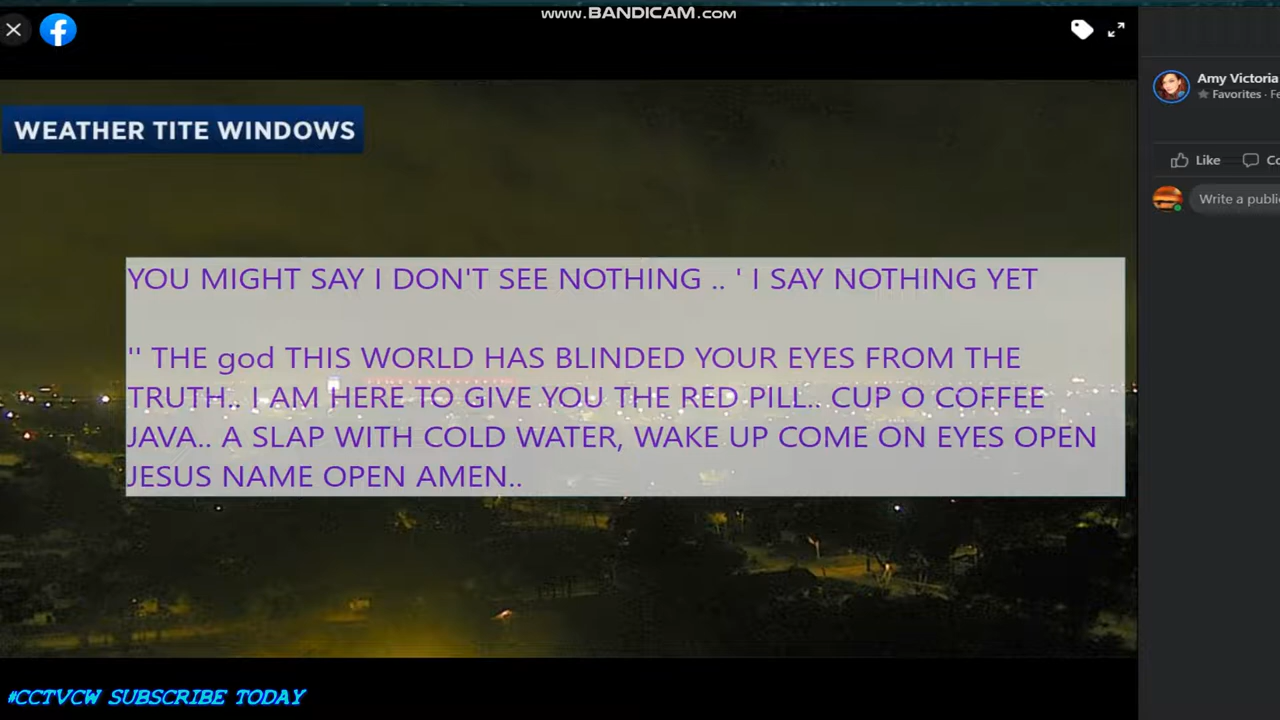 www.BANDICAM.com
Amy Victoria
Favorites · Fe
WEATHER TITE WINDOWS
Like
Co
Write a public
YOU MIGHT SAY I DON'T SEE NOTHING .. ' I SAY NOTHING YET
'' THE god THIS WORLD HAS BLINDED YOUR EYES FROM THE
TRUTH.. I AM HERE TO GIVE YOU THE RED PILL.. CUP O COFFEE
JAVA.. A SLAP WITH COLD WATER, WAKE UP COME ON EYES OPEN
JESUS NAME OPEN AMEN..
#CCTVCW SUBSCRIBE TODAY